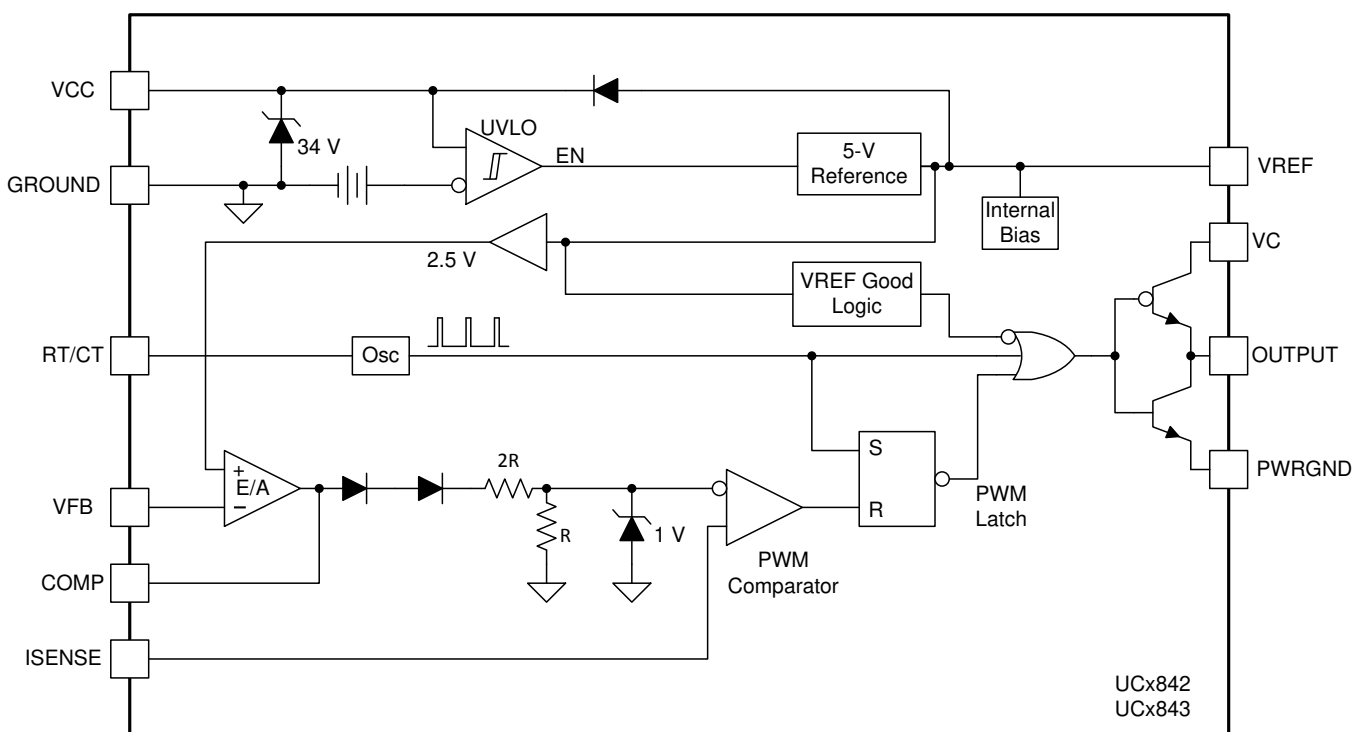 VCC
34 V
UVLO
EN
5-V
Reference
GROUND
VREF
Internal
Bias
VC
2.5 V
VREF Good
Logic
RT/CT
Osc
OUTPUT
S
R
PWM
Latch
PWRGND
+
E/A
−
2R
R
1 V
VFB
PWM
Comparator
COMP
ISENSE
UCx842
UCx843